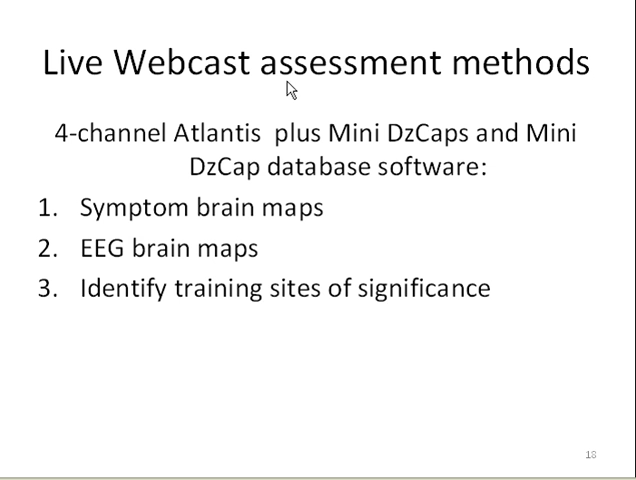 Live Webcast assessment methods
4-channel Atlantis  plus Mini DzCaps and Mini
DzCap database software:
1. Symptom brain maps
2. EEG brain maps
3. Identify training sites of significance
18